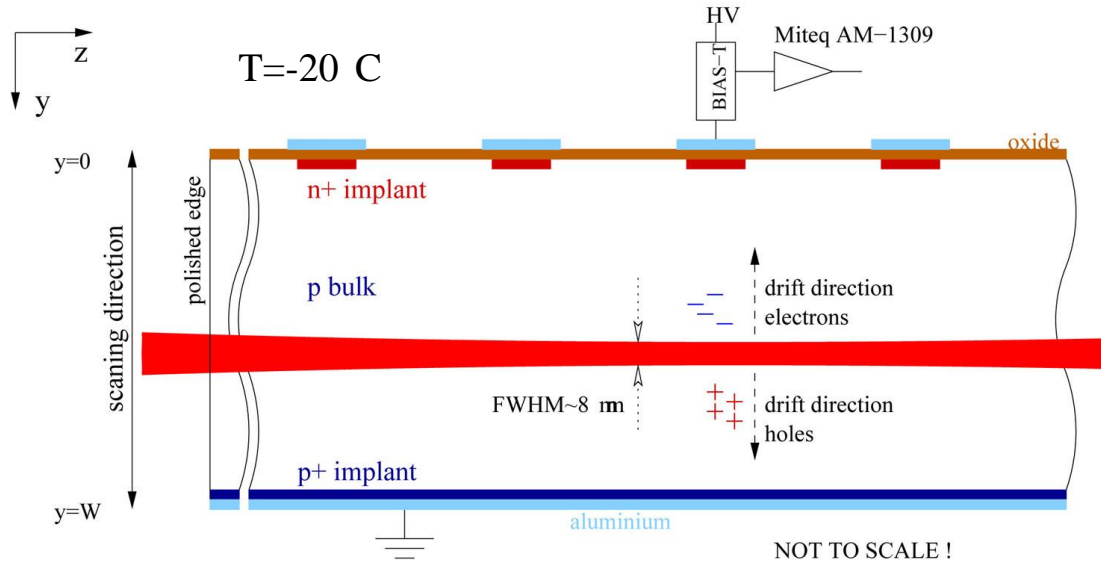 HV
Miteq AM−1309
z
T=-20 C
BIAS−T
y
oxide
y=0
n+ implant
polished edge
scaning direction
p bulk
drift direction
electrons
FWHM~8 mm
drift direction
holes
p+ implant
y=W
aluminium
NOT TO SCALE !